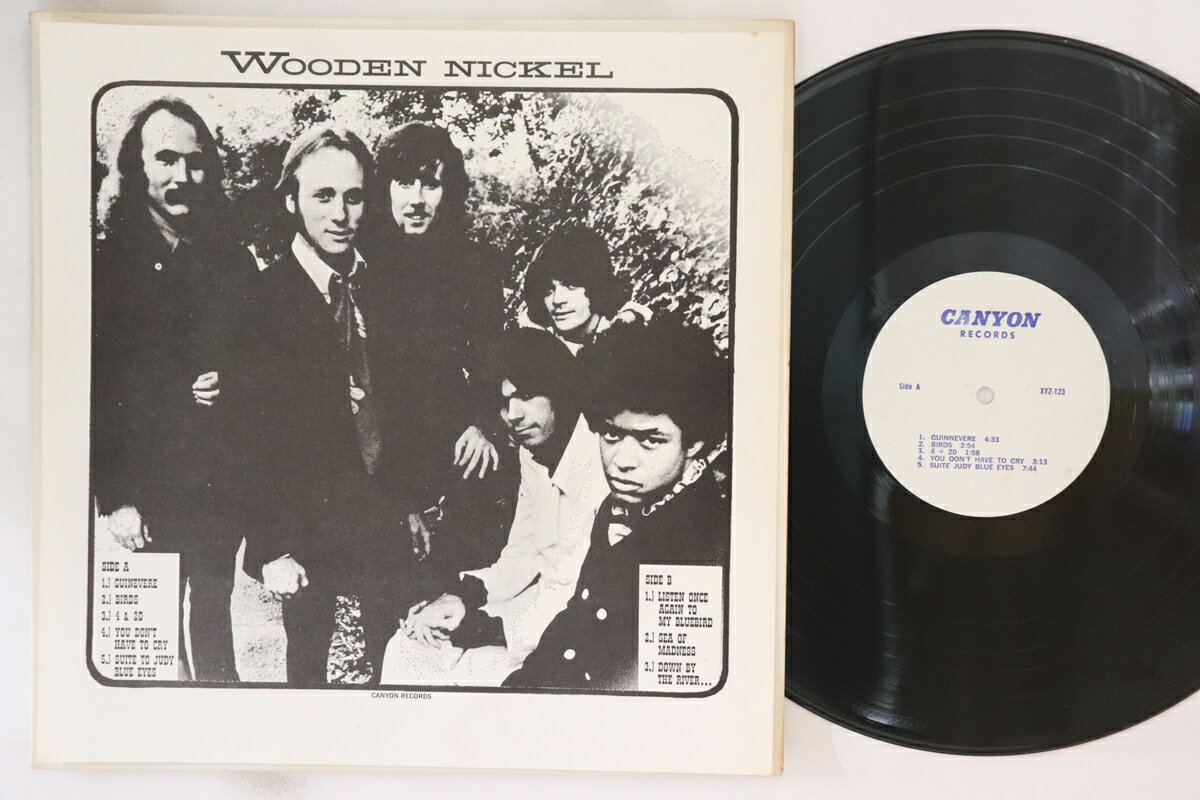 WOODEN NICKEL
SIDE A
1.) GUINEVERE
2.) BIRDS
3.) 4 & 20
4.) YOU DON'T
HAVE TO CRY
5.) SUITE TO JUDY
BLUE EYES
SIDE B
1.) LISTEN ONCE
AGAIN TO
MY BLUEBIRD
2.) SEA OF
MADNESS
3.) DOWN BY
THE RIVER...
CANYON RECORDS
CANYON
RECORDS
Side A
XYZ-123
1. GUINNEVERE 4:33
2. BIRDS 2:54
3. 4 + 20 1:58
4. YOU DON'T HAVE TO CRY 3:13
5. SUITE JUDY BLUE EYES 7:44